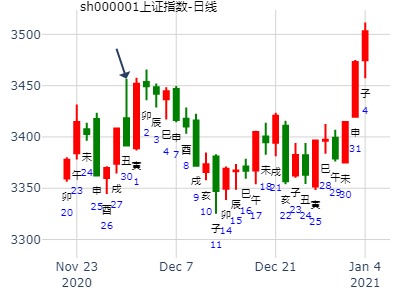 sh000001上证指数-日线
3500
3450
3400
3350
3300
卯
20
午
23
未
24
申
25
酉
26
戌
27
丑
30
寅
1
卯
2
辰
3
巳
4
申
7
酉
8
戌
9
亥
10
子
11
卯
14
辰
15
巳
16
午
17
未
18
戌
21
亥
22
子
23
丑
24
寅
25
巳
28
午
29
未
30
申
31
子
4
Nov 23
2020
Dec 7
Dec 21
Jan 4
2021